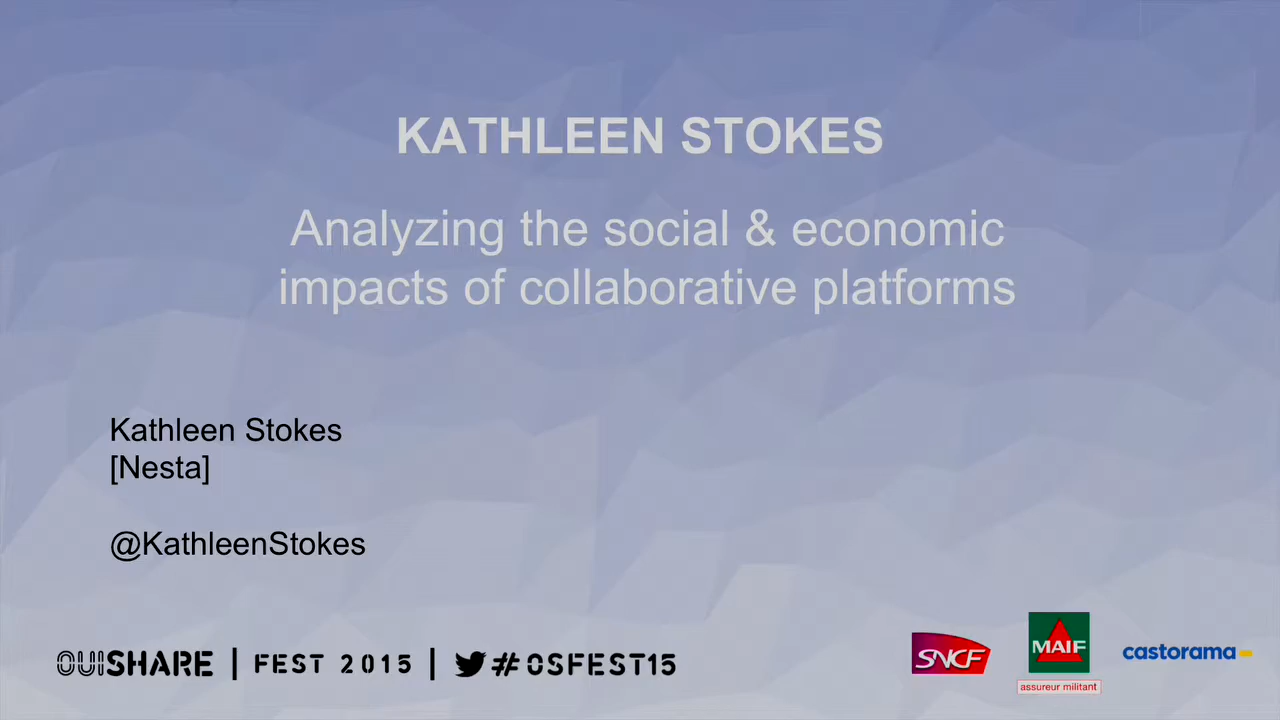 KATHLEEN STOKES
Analyzing the social & economic
impacts of collaborative platforms
Kathleen Stokes
[Nesta]
@KathleenStokes
OUISHARE | FEST 2015 | #OSFEST15
SNCF
MAIF
assureur militant
castorama